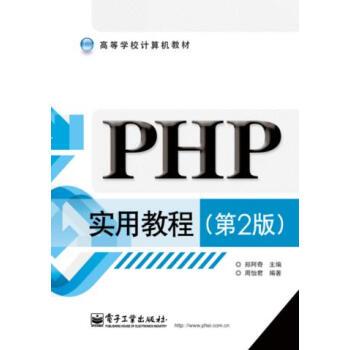 高等学校计算机教材
PHP
实用教程（第2版）
郑阿奇 主编
周怡君 编著
电子工业出版社
PUBLISHING HOUSE OF ELECTRONICS INDUSTRY
http://www.phei.com.cn